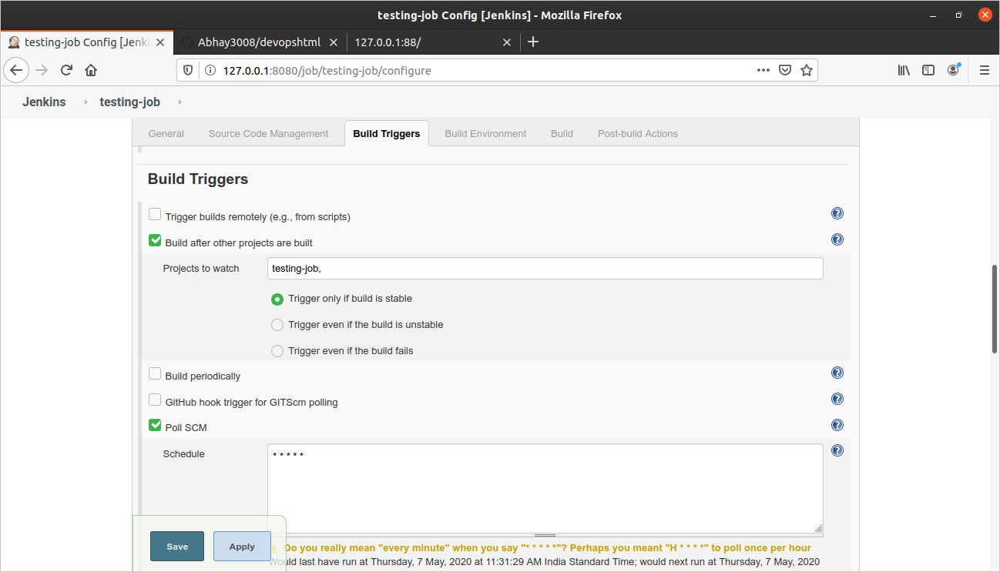 testing-job Config [Jenkins] - Mozilla Firefox
testing-job Config [Jenki
Abhay3008/devopshtml
127.0.0.1:88/
127.0.0.1:8080/job/testing-job/configure
Jenkins
testing-job
General
Source Code Management
Build Triggers
Build Environment
Build
Post-build Actions
Build Triggers
Trigger builds remotely (e.g., from scripts)
Build after other projects are built
Projects to watch
testing-job,
Trigger only if build is stable
Trigger even if the build is unstable
Trigger even if the build fails
Build periodically
GitHub hook trigger for GITScm polling
Poll SCM
Schedule
* * * * *
Save
Apply
Do you really mean "every minute" when you say "* * * * *"? Perhaps you meant "H * * * *" to poll once per hour
Would last have run at Thursday, 7 May, 2020 at 11:31:29 AM India Standard Time; would next run at Thursday, 7 May, 2020